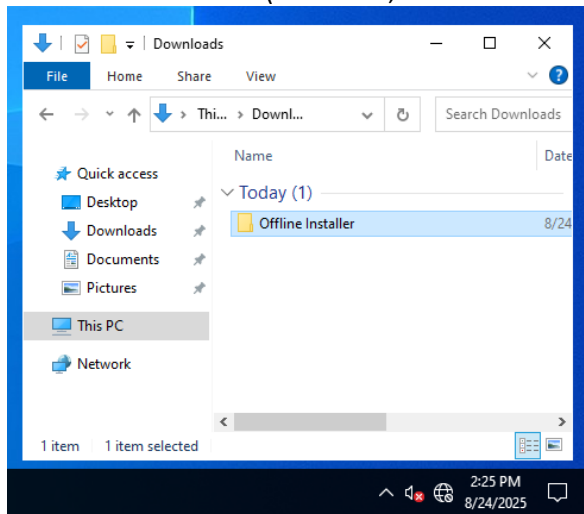 Downloads
File Home Share View
Thi... > Downl... Search Downloads
Name Date
Quick access
Today (1)
Desktop
Offline Installer 8/24
Downloads
Documents
Pictures
This PC
Network
1 item 1 item selected
2:25 PM
8/24/2025